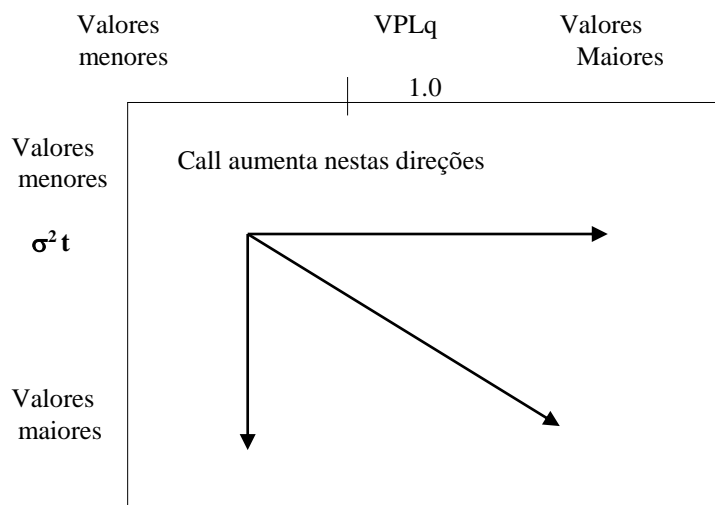 Valores menores
VPLq
Valores Maiores
1.0
Valores menores
Call aumenta nestas direções
σ² t
Valores maiores